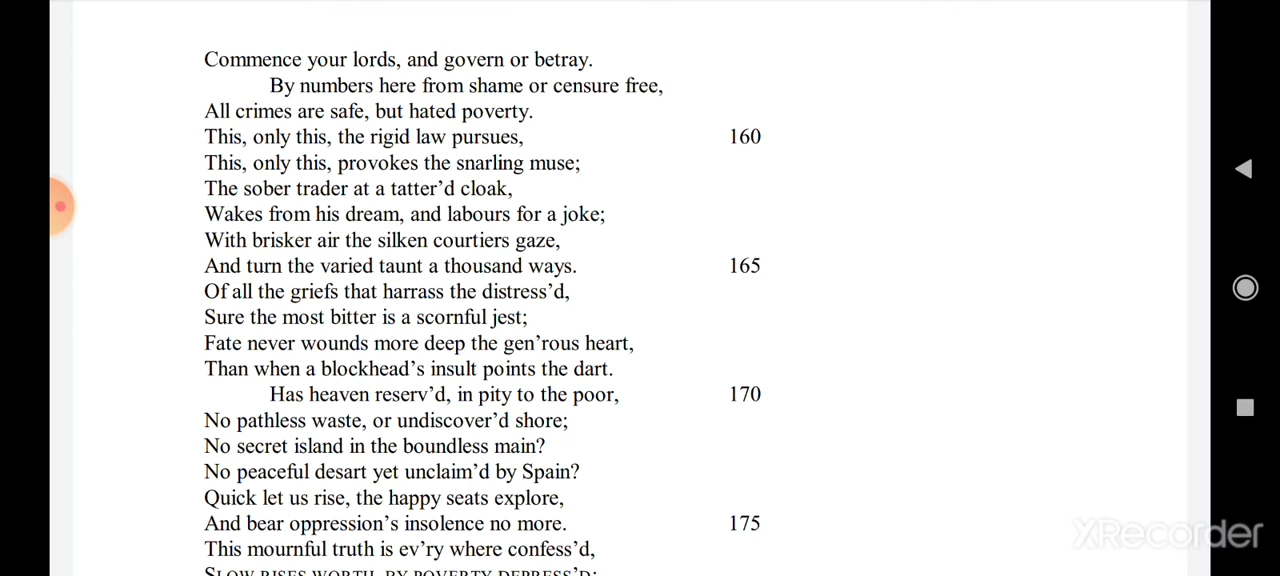 Commence your lords, and govern or betray.
By numbers here from shame or censure free,
All crimes are safe, but hated poverty.
This, only this, the rigid law pursues, 160
This, only this, provokes the snarling muse;
The sober trader at a tatter’d cloak,
Wakes from his dream, and labours for a joke;
With brisker air the silken courtiers gaze,
And turn the varied taunt a thousand ways. 165
Of all the griefs that harrass the distress’d,
Sure the most bitter is a scornful jest;
Fate never wounds more deep the gen’rous heart,
Than when a blockhead’s insult points the dart.
Has heaven reserv’d, in pity to the poor, 170
No pathless waste, or undiscover’d shore;
No secret island in the boundless main?
No peaceful desart yet unclaim’d by Spain?
Quick let us rise, the happy seats explore,
And bear oppression’s insolence no more. 175
This mournful truth is ev’ry where confess’d,
SLOW RISES WORTH, BY POVERTY DEPRESS’D:
XRecorder